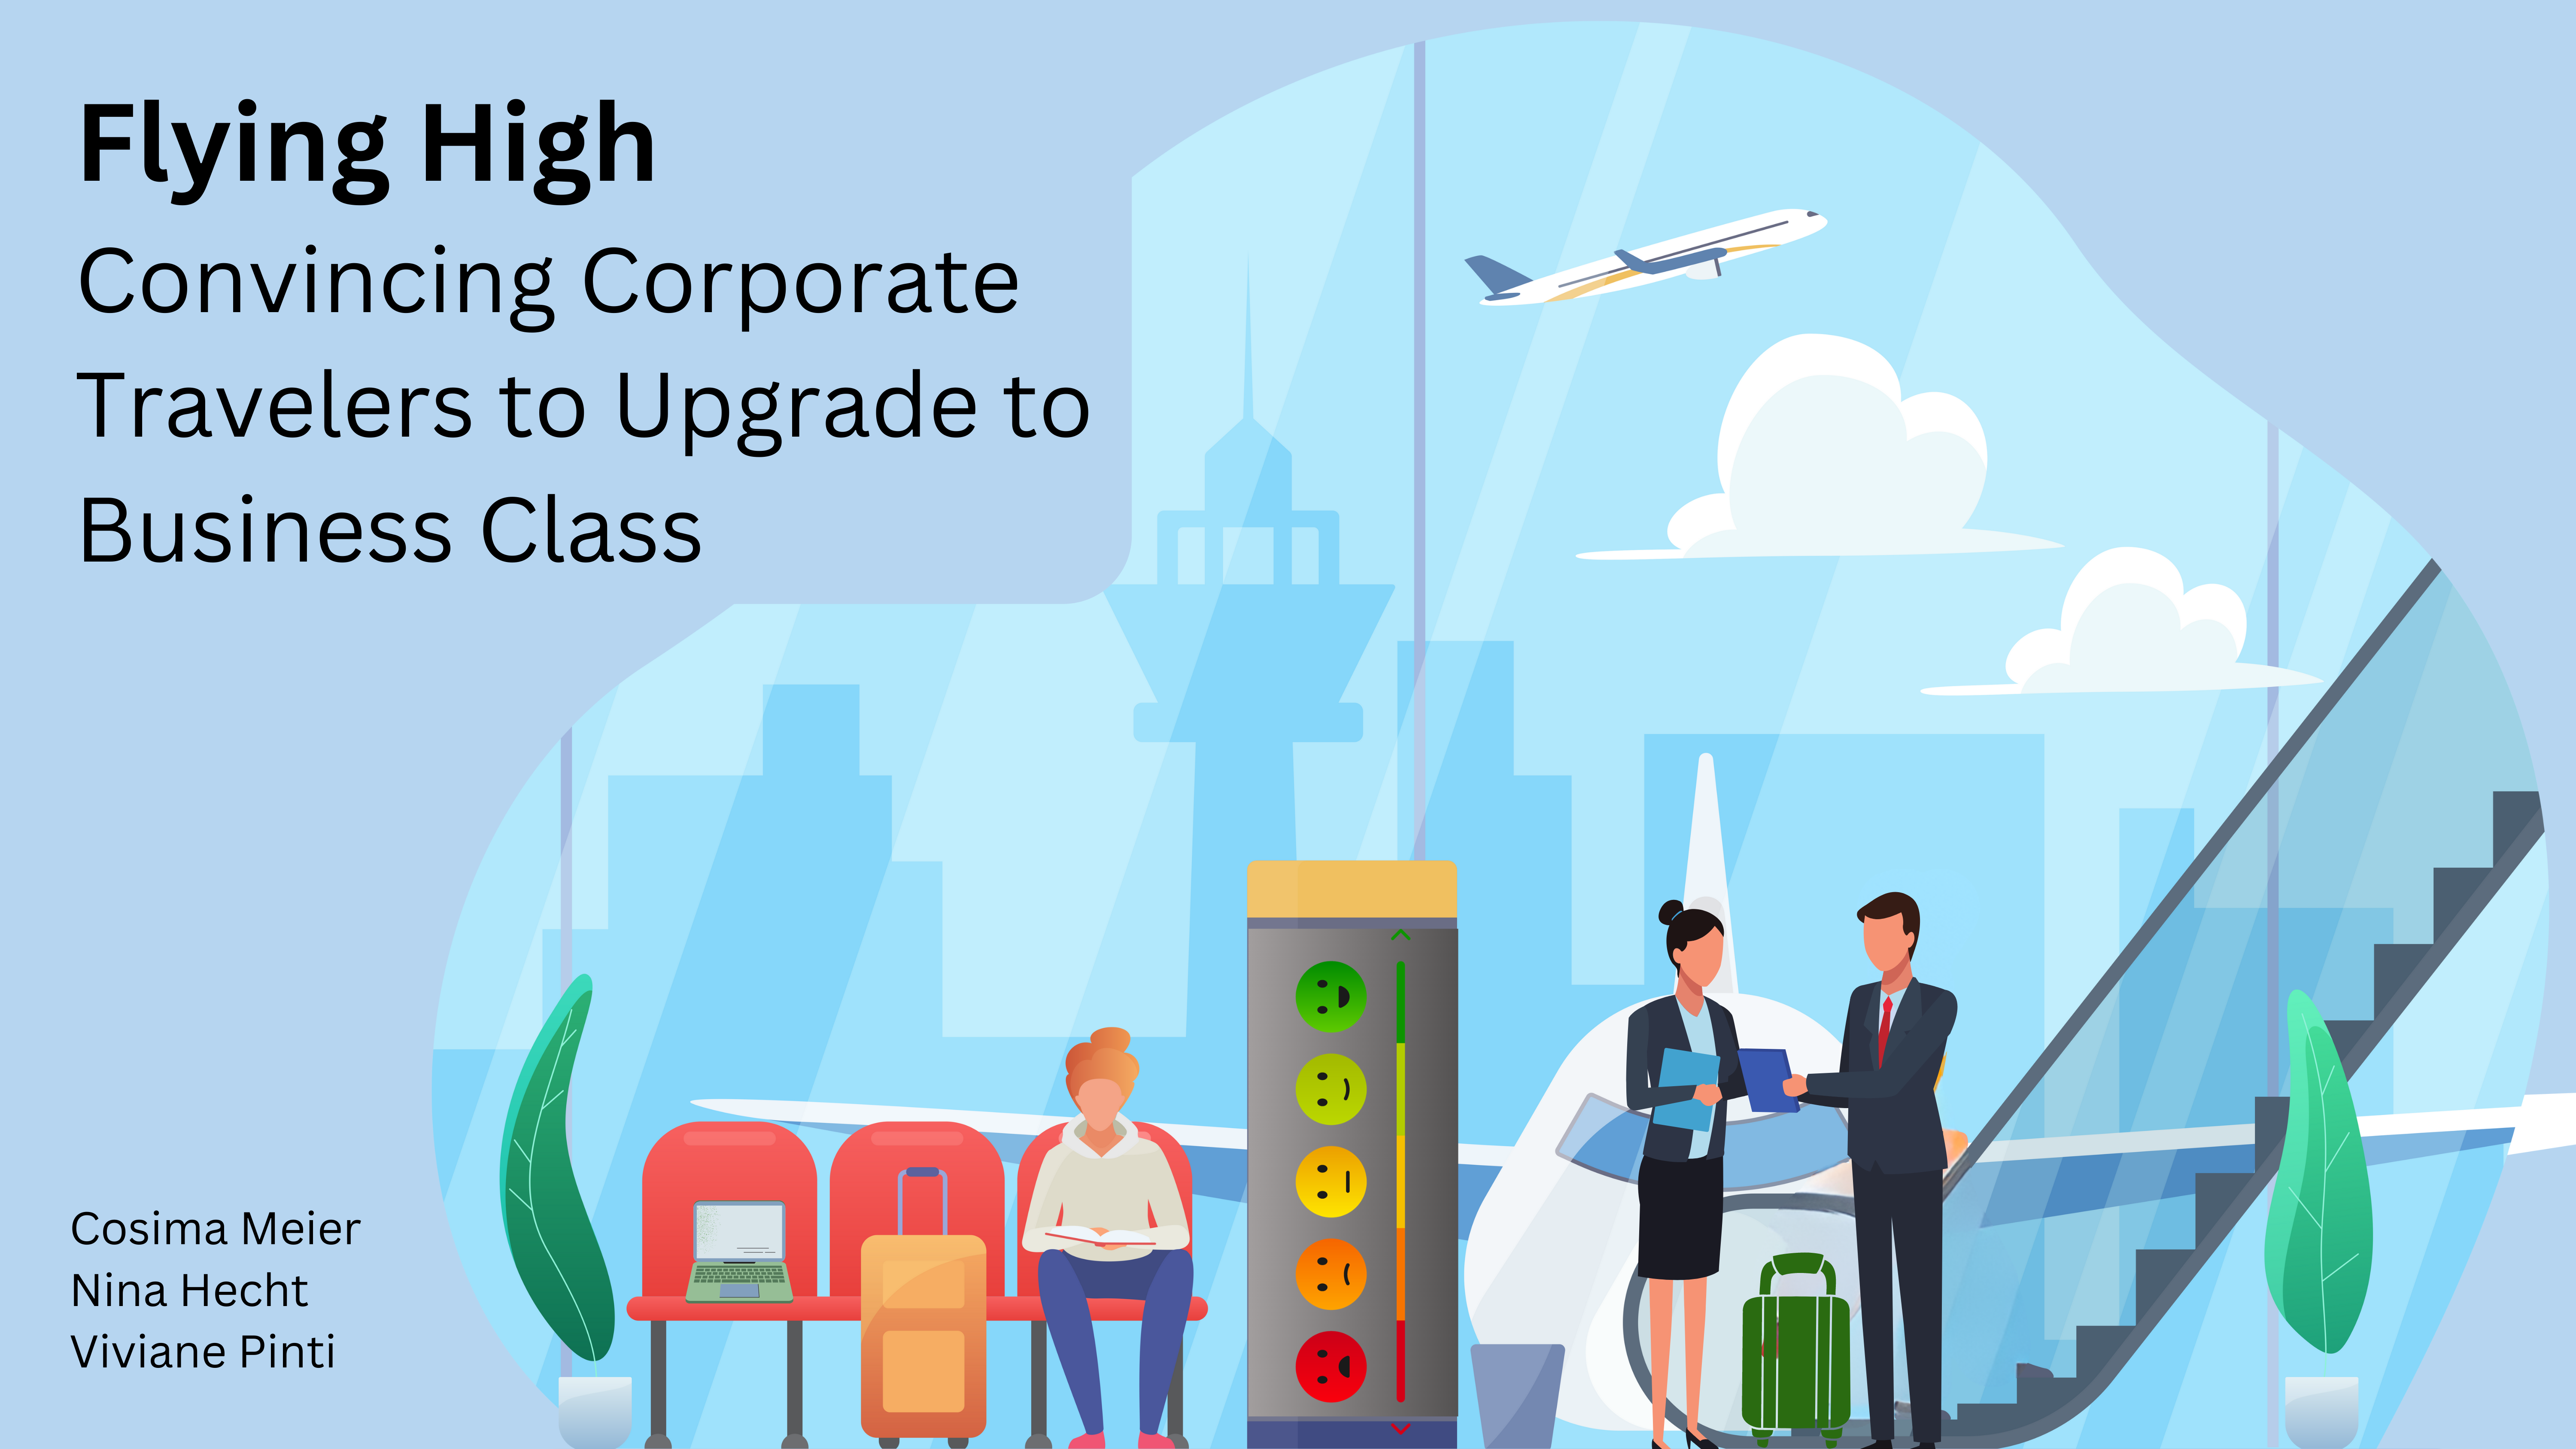 Flying High
Convincing Corporate
Travelers to Upgrade to
Business Class
Cosima Meier
Nina Hecht
Viviane Pinti